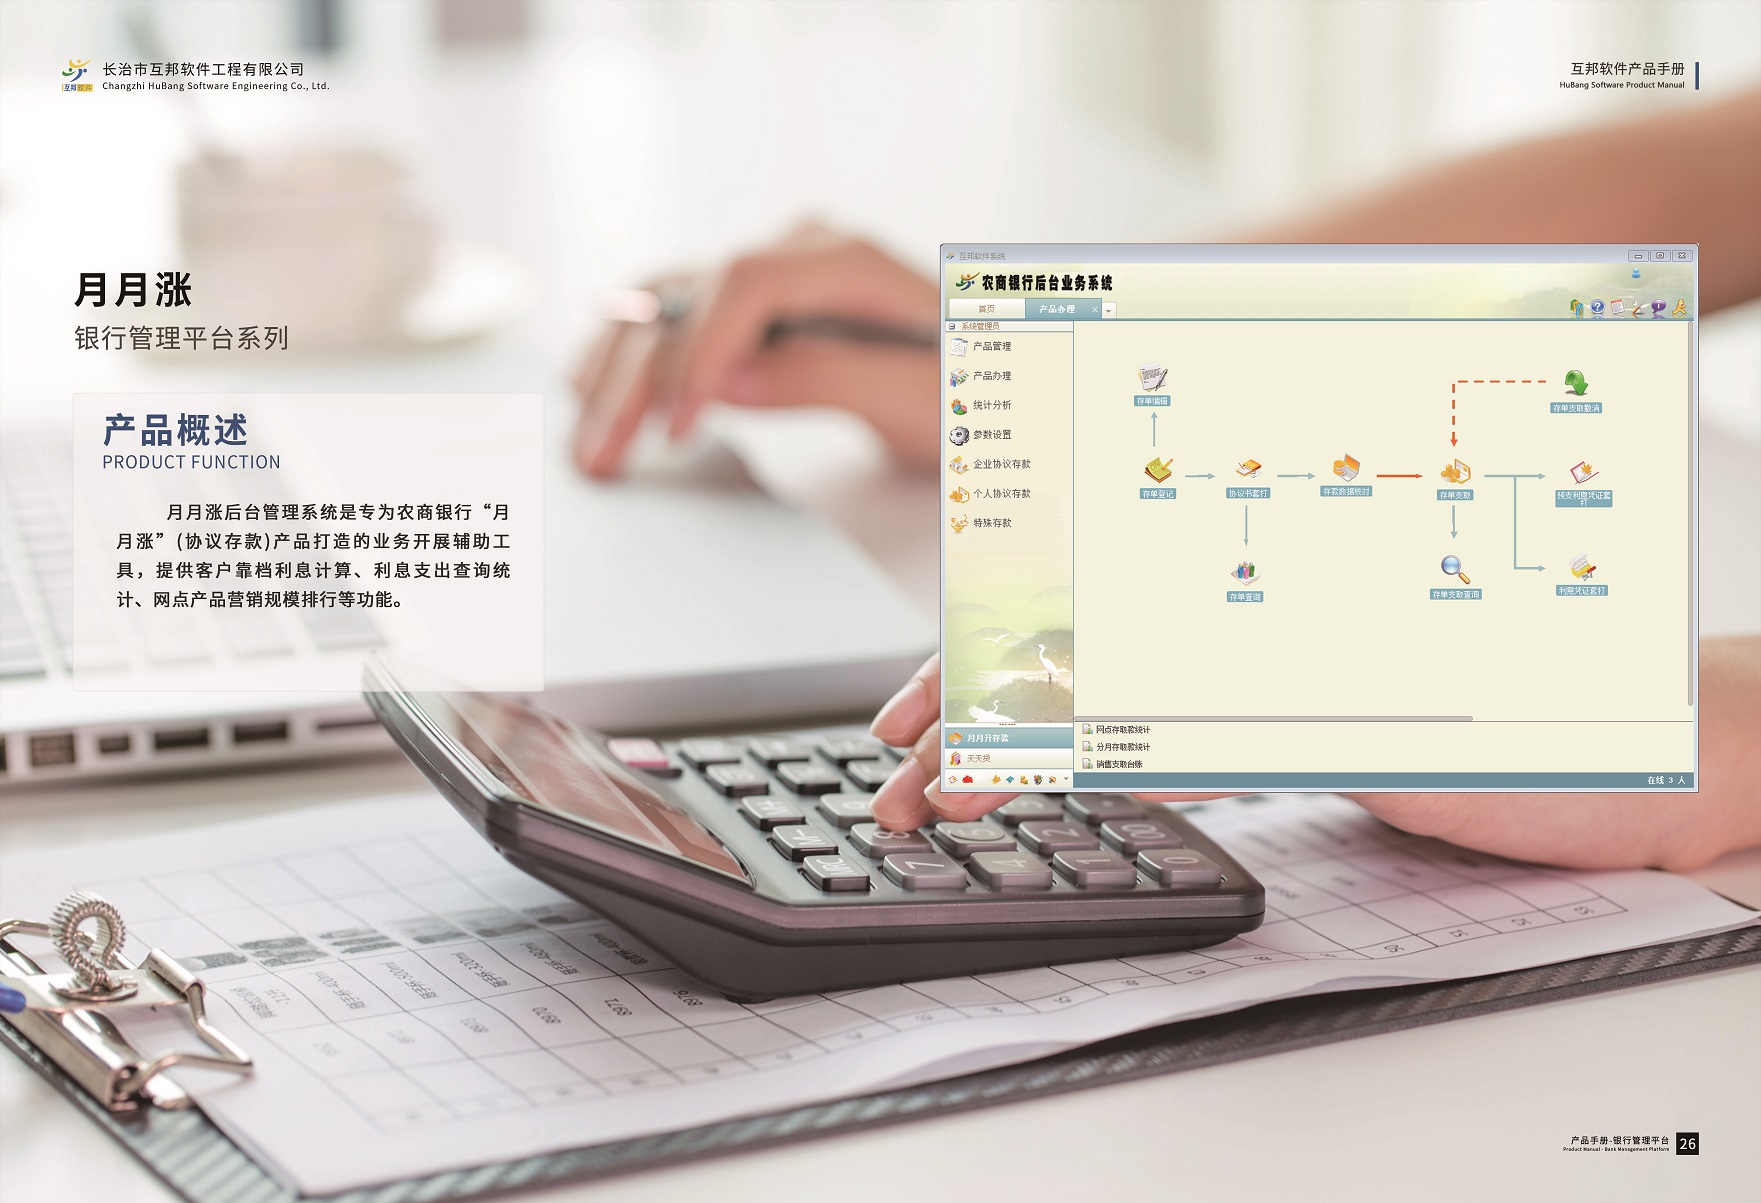 长治市互邦软件工程有限公司
Changzhi HuBang Software Engineering Co., Ltd.
互邦软件
互邦软件产品手册
HuBang Software Product Manual
月月涨
银行管理平台系列
产品概述
PRODUCT FUNCTION
月月涨后台管理系统是专为农商银行“月
月涨”(协议存款)产品打造的业务开展辅助工
具，提供客户靠档利息计算、利息支出查询统
计、网点产品营销规模排行等功能。
互邦软件系统
农商银行后台业务系统
首页
产品办理
系统管理员
产品管理
产品办理
统计分析
参数设置
企业协议存款
个人协议存款
特殊存款
月月升存款
天天贷
存单编辑
存单支取撤消
存单登记
协议书套打
存款数据核对
存单支取
预支利息凭证套
打
存单查询
存单支取查询
利息凭证套打
网点存取款统计
分月存取款统计
销售支取台账
在线 3 人
产品手册-银行管理平台
Product Manual - Bank Management Platform
26